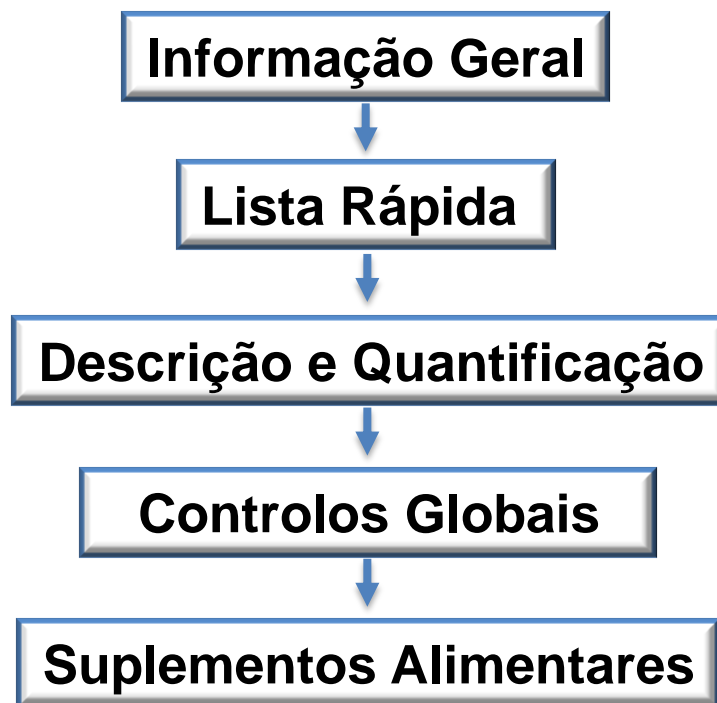 Informação Geral
Lista Rápida
Descrição e Quantificação
Controlos Globais
Suplementos Alimentares